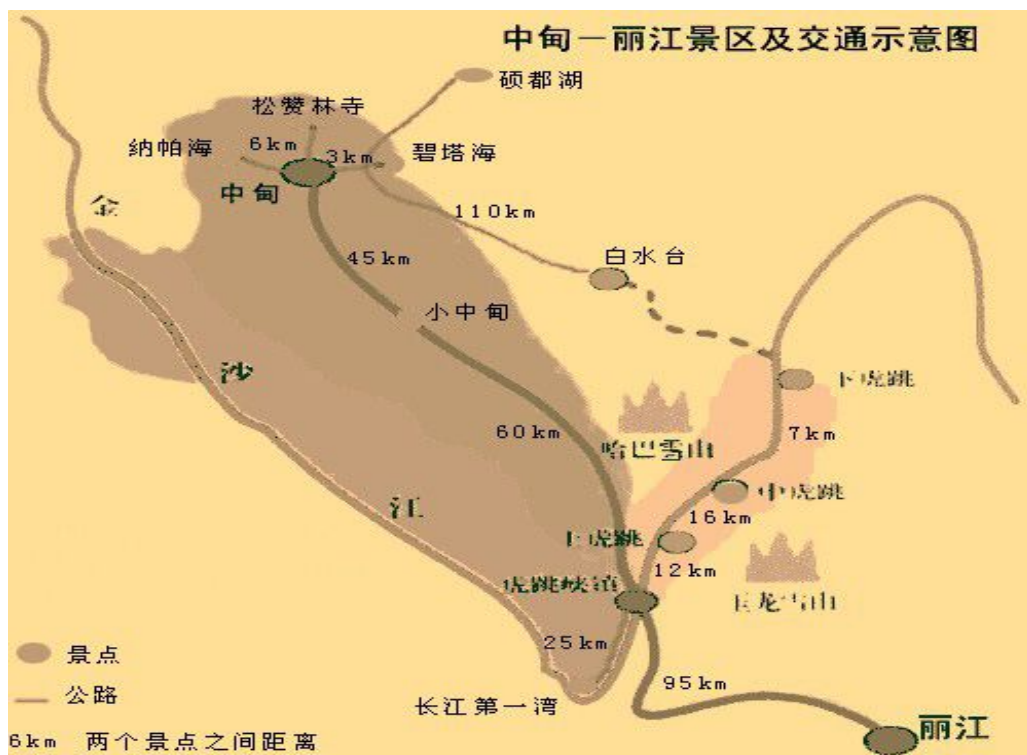 中甸一丽江景区及交通示意图
硕都湖
松赞林寺
纳帕海
6km
3km
碧塔海
中甸
金
110km
45km
白水台
小中甸
沙
下虎跳
60km
哈巴雪山
7km
江
中虎跳
16km
上虎跳
12km
虎跳峡镇
玉龙雪山
25km
景点
公路
长江第一湾
95km
丽江
6km 两个景点之间距离